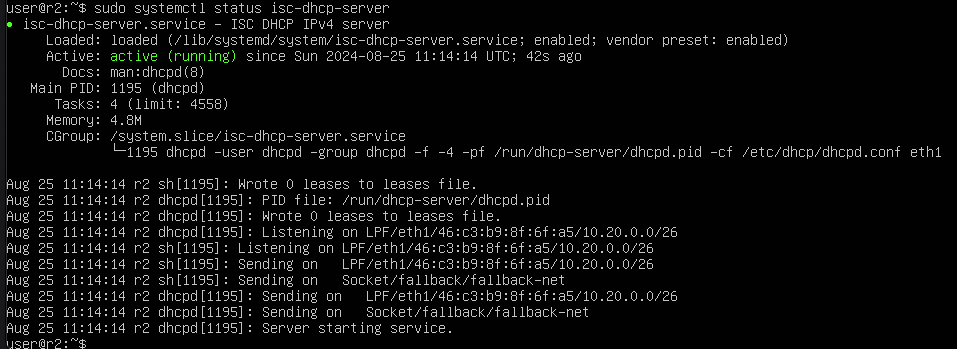 user@r2:~$ sudo systemctl status isc-dhcp-server
● isc-dhcp-server.service - ISC DHCP IPv4 server
     Loaded: loaded (/lib/systemd/system/isc-dhcp-server.service; enabled; vendor preset: enabled)
     Active: active (running) since Sun 2024-08-25 11:14:14 UTC; 42s ago
       Docs: man:dhcpd(8)
   Main PID: 1195 (dhcpd)
      Tasks: 4 (limit: 4558)
     Memory: 4.8M
     CGroup: /system.slice/isc-dhcp-server.service
             └─1195 dhcpd -user dhcpd -group dhcpd -f -4 -pf /run/dhcp-server/dhcpd.pid -cf /etc/dhcp/dhcpd.conf eth1

Aug 25 11:14:14 r2 sh[1195]: Wrote 0 leases to leases file.
Aug 25 11:14:14 r2 dhcpd[1195]: PID file: /run/dhcp-server/dhcpd.pid
Aug 25 11:14:14 r2 dhcpd[1195]: Wrote 0 leases to leases file.
Aug 25 11:14:14 r2 dhcpd[1195]: Listening on LPF/eth1/46:c3:b9:8f:6f:a5/10.20.0.0/26
Aug 25 11:14:14 r2 sh[1195]: Listening on LPF/eth1/46:c3:b9:8f:6f:a5/10.20.0.0/26
Aug 25 11:14:14 r2 sh[1195]: Sending on   LPF/eth1/46:c3:b9:8f:6f:a5/10.20.0.0/26
Aug 25 11:14:14 r2 sh[1195]: Sending on   Socket/fallback/fallback-net
Aug 25 11:14:14 r2 dhcpd[1195]: Sending on   LPF/eth1/46:c3:b9:8f:6f:a5/10.20.0.0/26
Aug 25 11:14:14 r2 dhcpd[1195]: Sending on   Socket/fallback/fallback-net
Aug 25 11:14:14 r2 dhcpd[1195]: Server starting service.
user@r2:~$